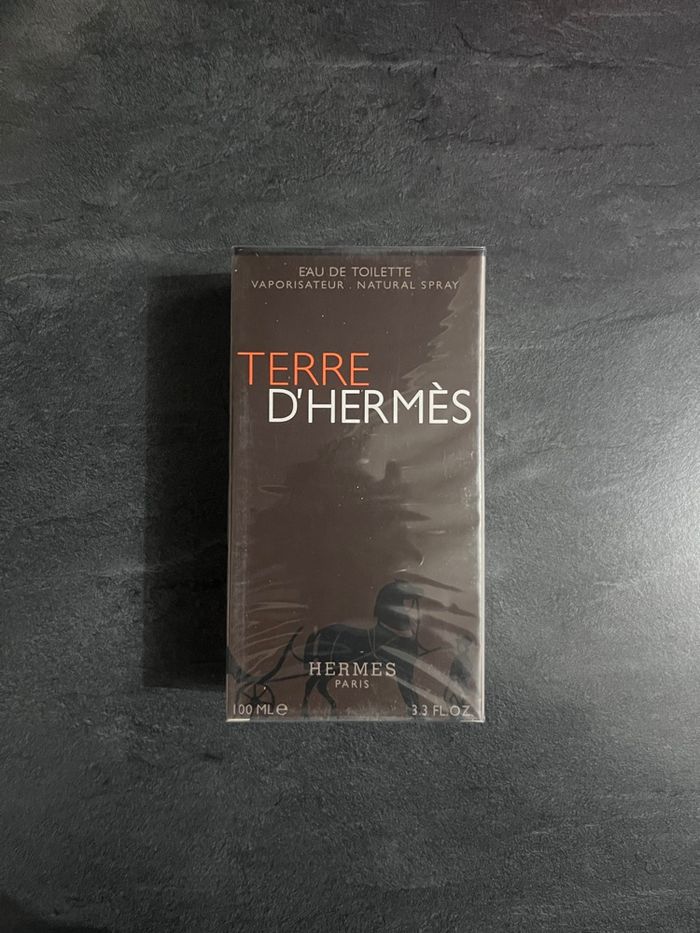 EAU DE TOILETTE
VAPORISATEUR . NATURAL SPRAY
TERRE
D'HERMÈS
HERMES
PARIS
100 ML e 3.3 FL.OZ.